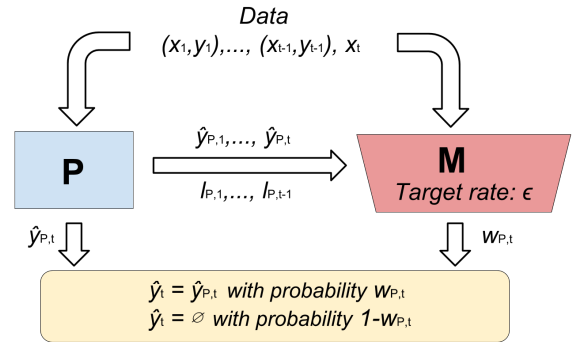 Data
(x₁,y₁),..., (xₜ₋₁,yₜ₋₁), xₜ
P
ŷP,1,..., ŷP,t
lP,1,..., lP,t-1
M
Target rate: ϵ
ŷP,t
wP,t
ŷt = ŷP,t with probability wP,t
ŷt = ∅ with probability 1-wP,t